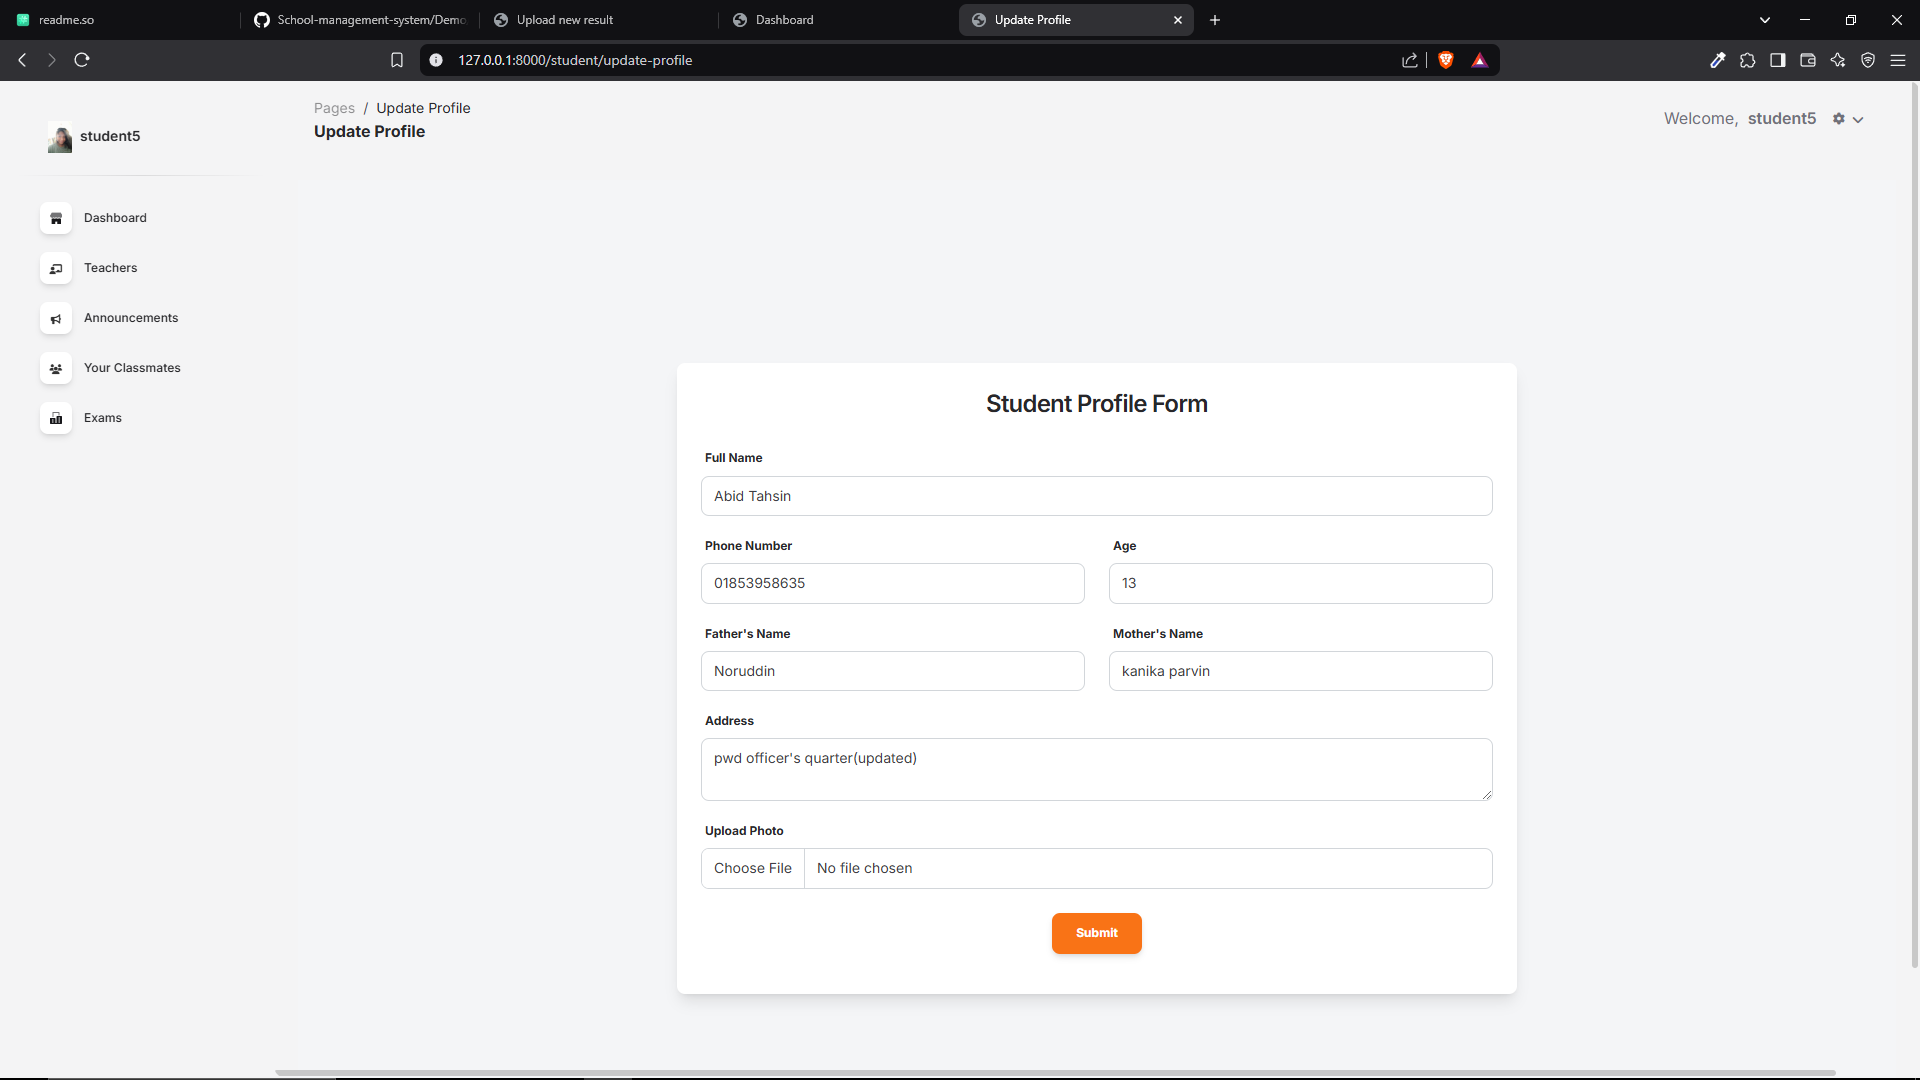 readme.so
School-management-system/Demo
Upload new result
Dashboard
Update Profile
127.0.0.1:8000/student/update-profile
student5
Pages / Update Profile
Update Profile
Welcome, student5
Dashboard
Teachers
Announcements
Your Classmates
Exams
Student Profile Form
Full Name
Abid Tahsin
Phone Number
Age
01853958635
13
Father's Name
Mother's Name
Noruddin
kanika parvin
Address
pwd officer's quarter(updated)
Upload Photo
Choose File No file chosen
Submit